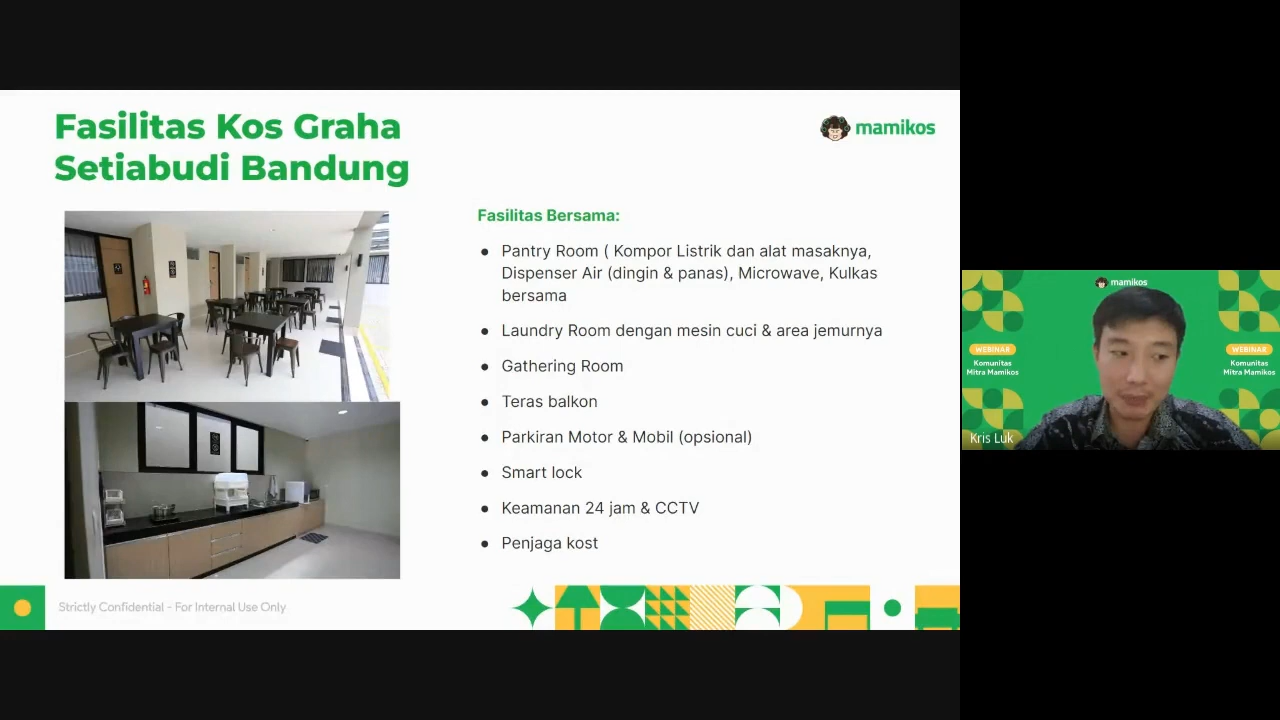 Fasilitas Kos Graha
Setiabudi Bandung
mamikos
Fasilitas Bersama:
● Pantry Room ( Kompor Listrik dan alat masaknya,
Dispenser Air (dingin & panas), Microwave, Kulkas
bersama
● Laundry Room dengan mesin cuci & area jemurnya
● Gathering Room
● Teras balkon
● Parkiran Motor & Mobil (opsional)
● Smart lock
● Keamanan 24 jam & CCTV
● Penjaga kost
Strictly Confidential - For Internal Use Only
mamikos
WEBINAR
Komunitas
Mitra Mamikos
WEBINAR
Komunitas
Mitra Mamikos
Kris Luk